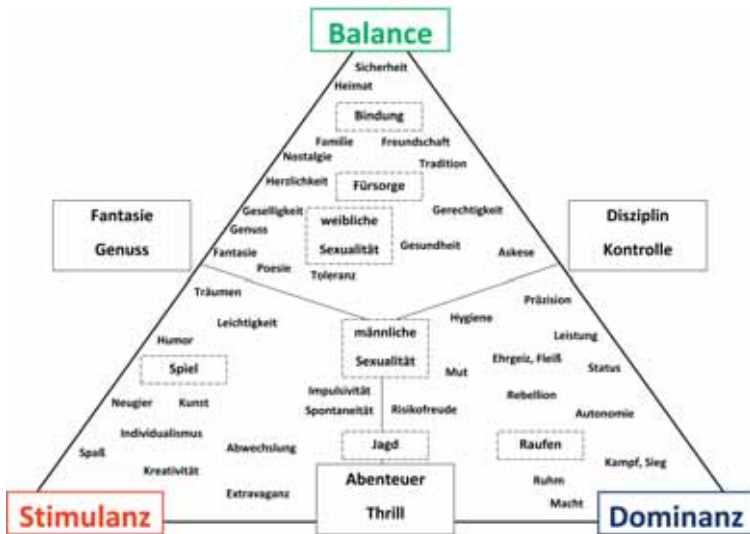 Balance
Sicherheit
Heimat
Bindung
Familie
Freundschaft
Nostalgie
Tradition
Herzlichkeit
Fürsorge
Geselligkeit
Gerechtigkeit
Fantasie
Genuss
Genuss
weibliche
Sexualität
Disziplin
Kontrolle
Gesundheit
Fantasie
Askese
Poesie
Toleranz
Träumen
Präzision
Leichtigkeit
Hygiene
männliche
Sexualität
Leistung
Humor
Ehrgeiz, Fleiß
Status
Spiel
Mut
Impulsivität
Rebellion
Neugier
Kunst
Spontaneität
Risikofreude
Autonomie
Individualismus
Jagd
Raufen
Spaß
Abwechslung
Kampf, Sieg
Kreativität
Abenteuer
Thrill
Ruhm
Extravaganz
Macht
Stimulanz
Dominanz